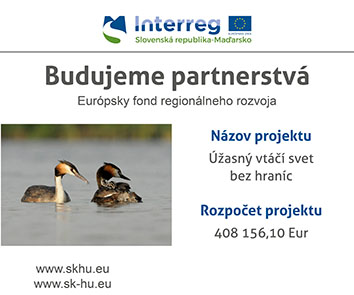 Interreg
Slovenská republika-Maďarsko
Budujeme partnerstvá
Európsky fond regionálneho rozvoja
Názov projektu
Úžasný vtáčí svet
bez hraníc
Rozpočet projektu
408 156,10 Eur
www.skhu.eu
www.sk-hu.eu